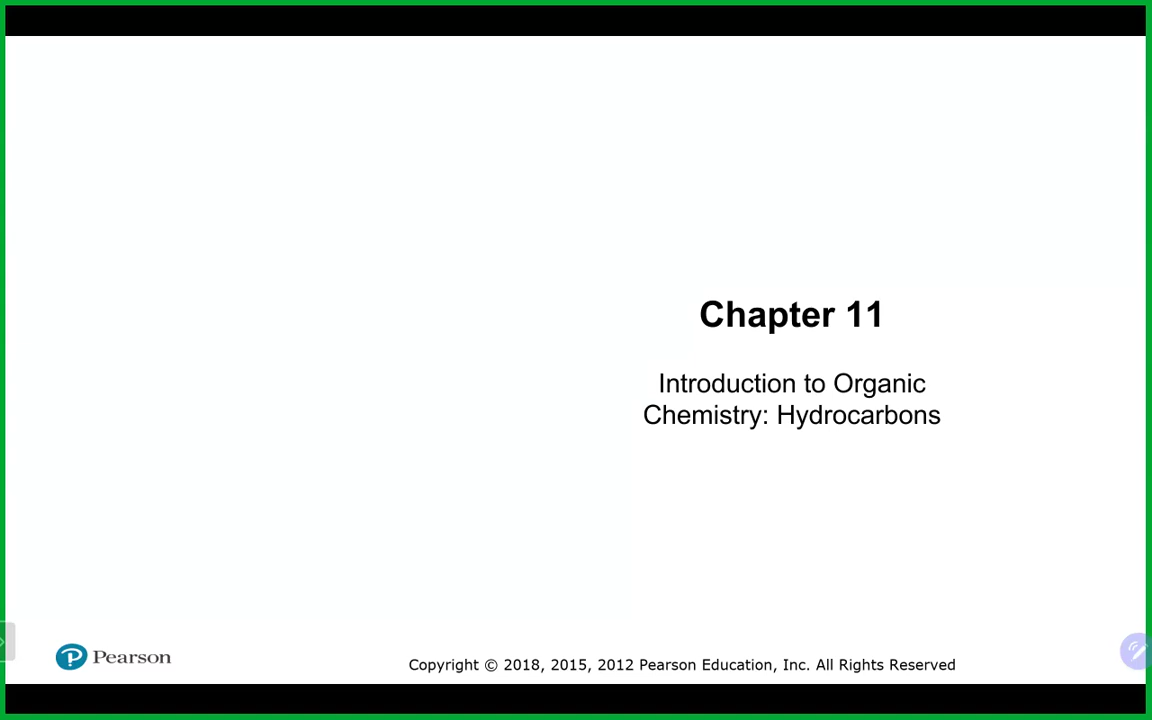 Chapter 11
Introduction to Organic
Chemistry: Hydrocarbons
Pearson
Copyright © 2018, 2015, 2012 Pearson Education, Inc. All Rights Reserved